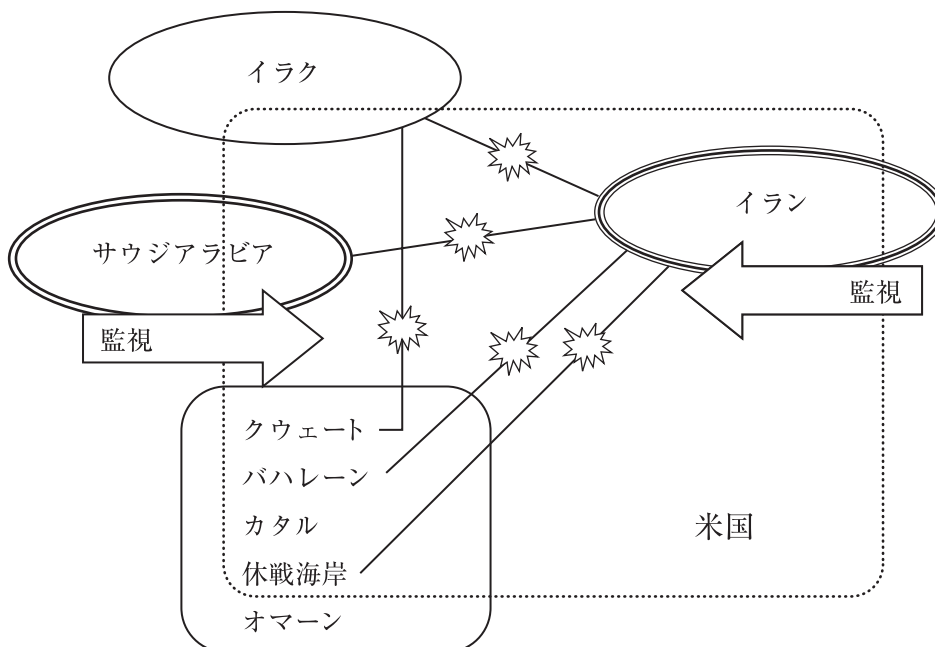 イラク
イラン
サウジアラビア
監視
監視
クウェート
バハレーン
カタル
休戦海岸
オマーン
米国